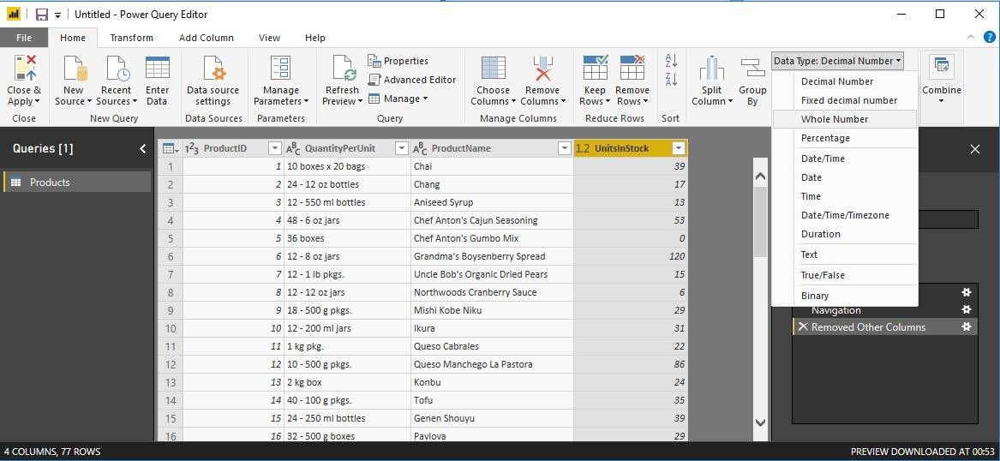 Untitled - Power Query Editor
File Home Transform Add Column View Help
Close & Apply
New Source
Recent Sources
Enter Data
Data source settings
Manage Parameters
Refresh Preview
Properties
Advanced Editor
Manage
Choose Columns
Remove Columns
Keep Rows
Remove Rows
Split Column
Group By
Data Type: Decimal Number
Combine
Close New Query Data Sources Parameters Query Manage Columns Reduce Rows Sort
Decimal Number
Fixed decimal number
Whole Number
Percentage
Date/Time
Date
Time
Date/Time/Timezone
Duration
Text
True/False
Binary
Queries [1]
Products
1 2 3 ProductID ABC QuantityPerUnit ABC ProductName 1.2 UnitsInStock
1 1 10 boxes x 20 bags Chai 39
2 2 24 - 12 oz bottles Chang 17
3 3 12 - 550 ml bottles Aniseed Syrup 13
4 4 48 - 6 oz jars Chef Anton's Cajun Seasoning 53
5 5 36 boxes Chef Anton's Gumbo Mix 0
6 6 12 - 8 oz jars Grandma's Boysenberry Spread 120
7 7 12 - 1 lb pkgs. Uncle Bob's Organic Dried Pears 15
8 8 12 - 12 oz jars Northwoods Cranberry Sauce 6
9 9 18 - 500 g pkgs. Mishi Kobe Niku 29
10 10 12 - 200 ml jars Ikura 31
11 11 1 kg pkg. Queso Cabrales 22
12 12 10 - 500 g pkgs. Queso Manchego La Pastora 86
13 13 2 kg box Konbu 24
14 14 40 - 100 g pkgs. Tofu 35
15 15 24 - 250 ml bottles Genen Shouyu 39
16 16 32 - 500 g boxes Pavlova 29
Navigation
Removed Other Columns
4 COLUMNS, 77 ROWS
PREVIEW DOWNLOADED AT 00:53